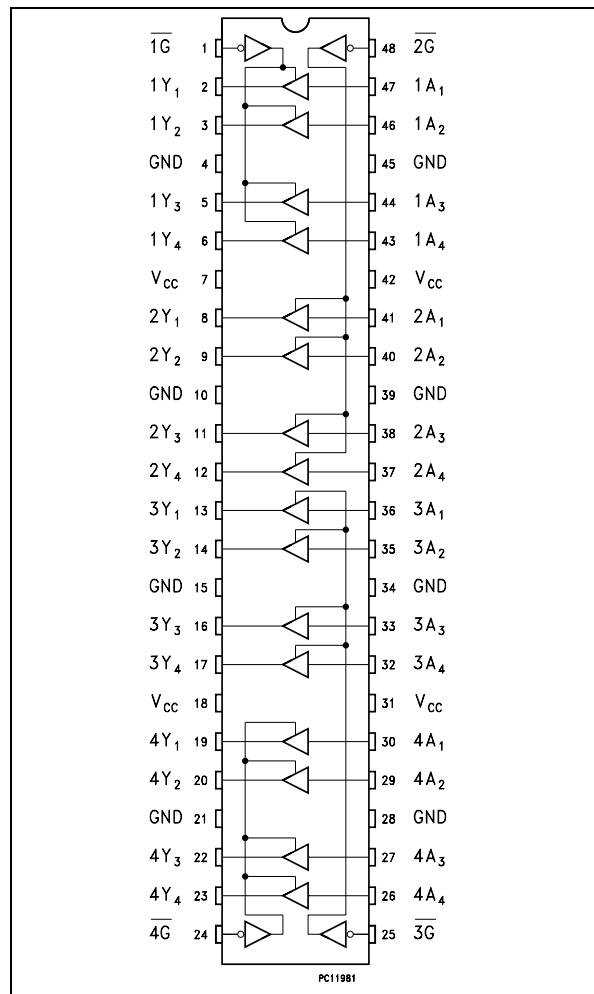 1G 1 48 2G
1Y1 2 47 1A1
1Y2 3 46 1A2
GND 4 45 GND
1Y3 5 44 1A3
1Y4 6 43 1A4
VCC 7 42 VCC
2Y1 8 41 2A1
2Y2 9 40 2A2
GND 10 39 GND
2Y3 11 38 2A3
2Y4 12 37 2A4
3Y1 13 36 3A1
3Y2 14 35 3A2
GND 15 34 GND
3Y3 16 33 3A3
3Y4 17 32 3A4
VCC 18 31 VCC
4Y1 19 30 4A1
4Y2 20 29 4A2
GND 21 28 GND
4Y3 22 27 4A3
4Y4 23 26 4A4
4G 24 25 3G
PC11981